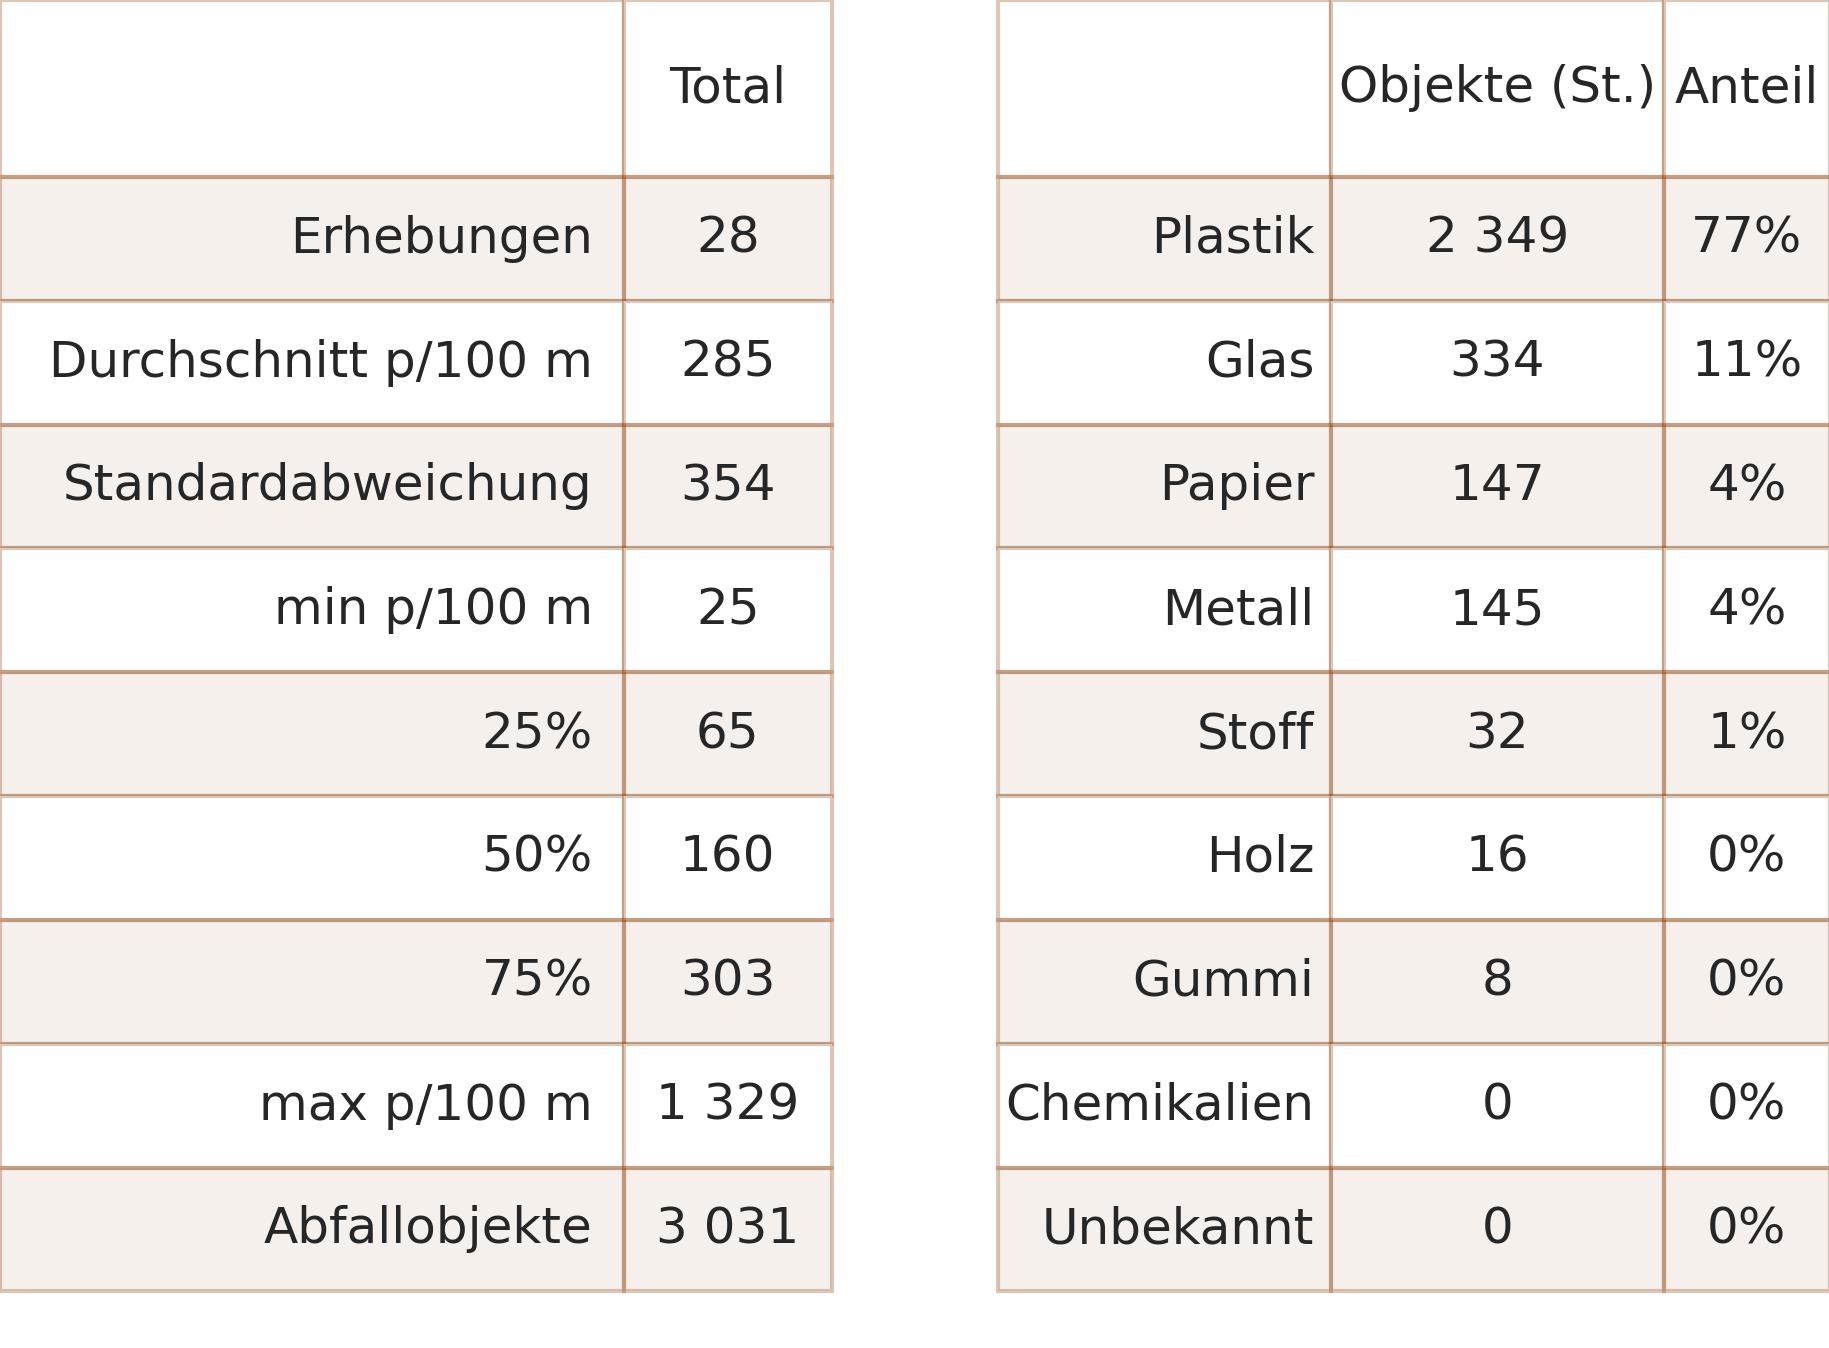 Total
Erhebungen 28
Durchschnitt p/100 m 285
Standardabweichung 354
min p/100 m 25
25% 65
50% 160
75% 303
max p/100 m 1 329
Abfallobjekte 3 031
Objekte (St.) Anteil
Plastik 2 349 77%
Glas 334 11%
Papier 147 4%
Metall 145 4%
Stoff 32 1%
Holz 16 0%
Gummi 8 0%
Chemikalien 0 0%
Unbekannt 0 0%